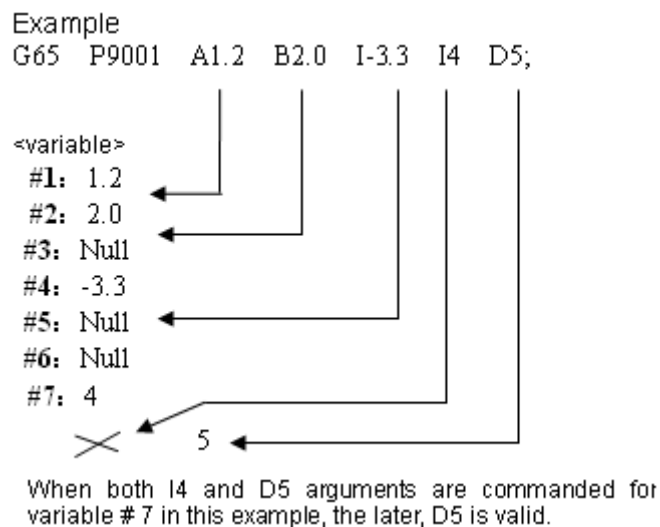 Example
G65 P9001 A1.2 B2.0 I-3.3 I4 D5;
<variable>
#1: 1.2
#2: 2.0
#3: Null
#4: -3.3
#5: Null
#6: Null
#7: 4
5
When both I4 and D5 arguments are commanded for
variable # 7 in this example, the later, D5 is valid.